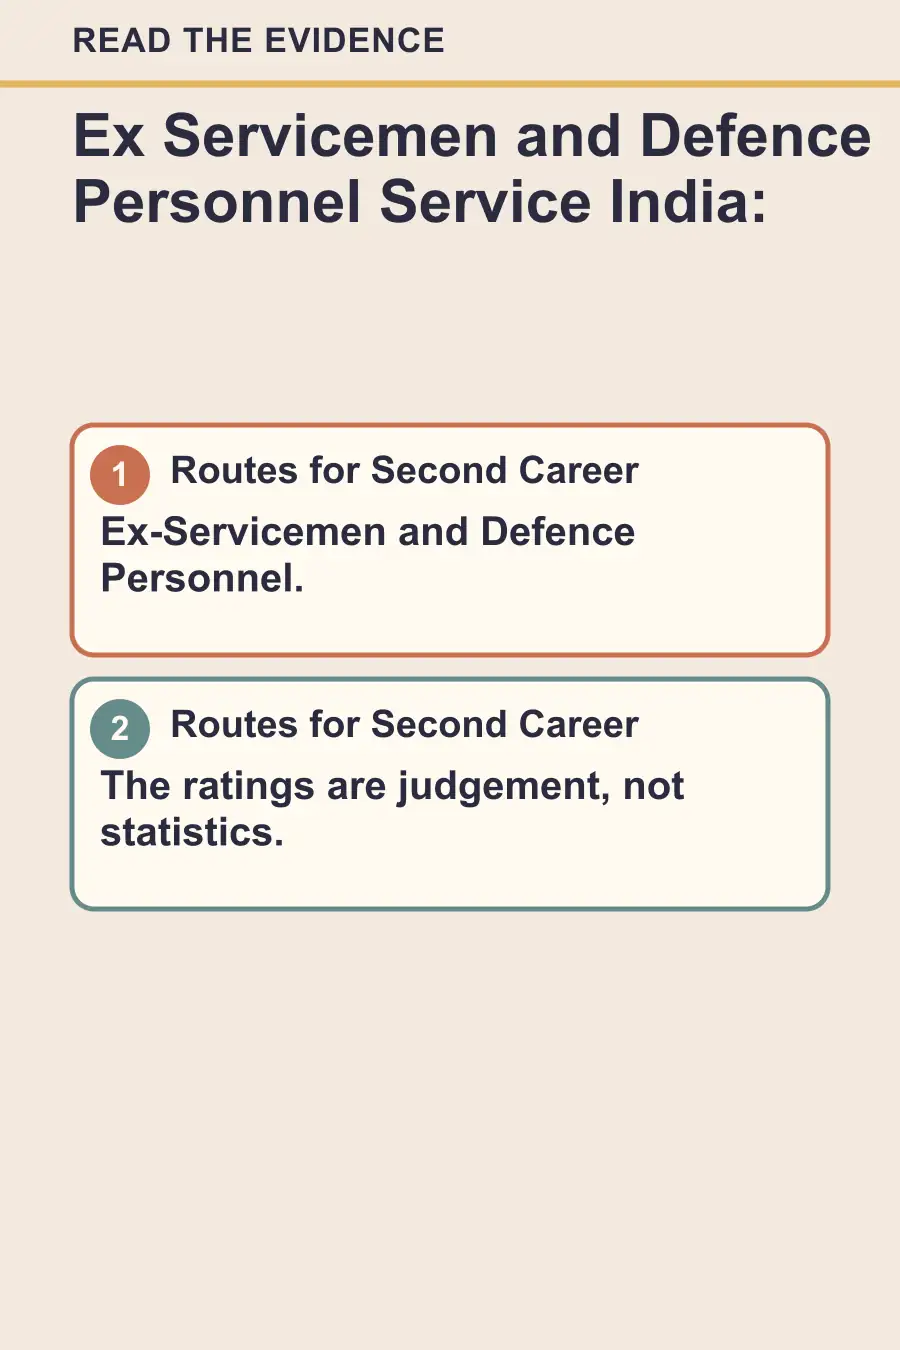 READ THE EVIDENCE
Ex Servicemen and Defence
Personnel Service India:
1 Routes for Second Career
Ex-Servicemen and Defence
Personnel.
2 Routes for Second Career
The ratings are judgement, not
statistics.